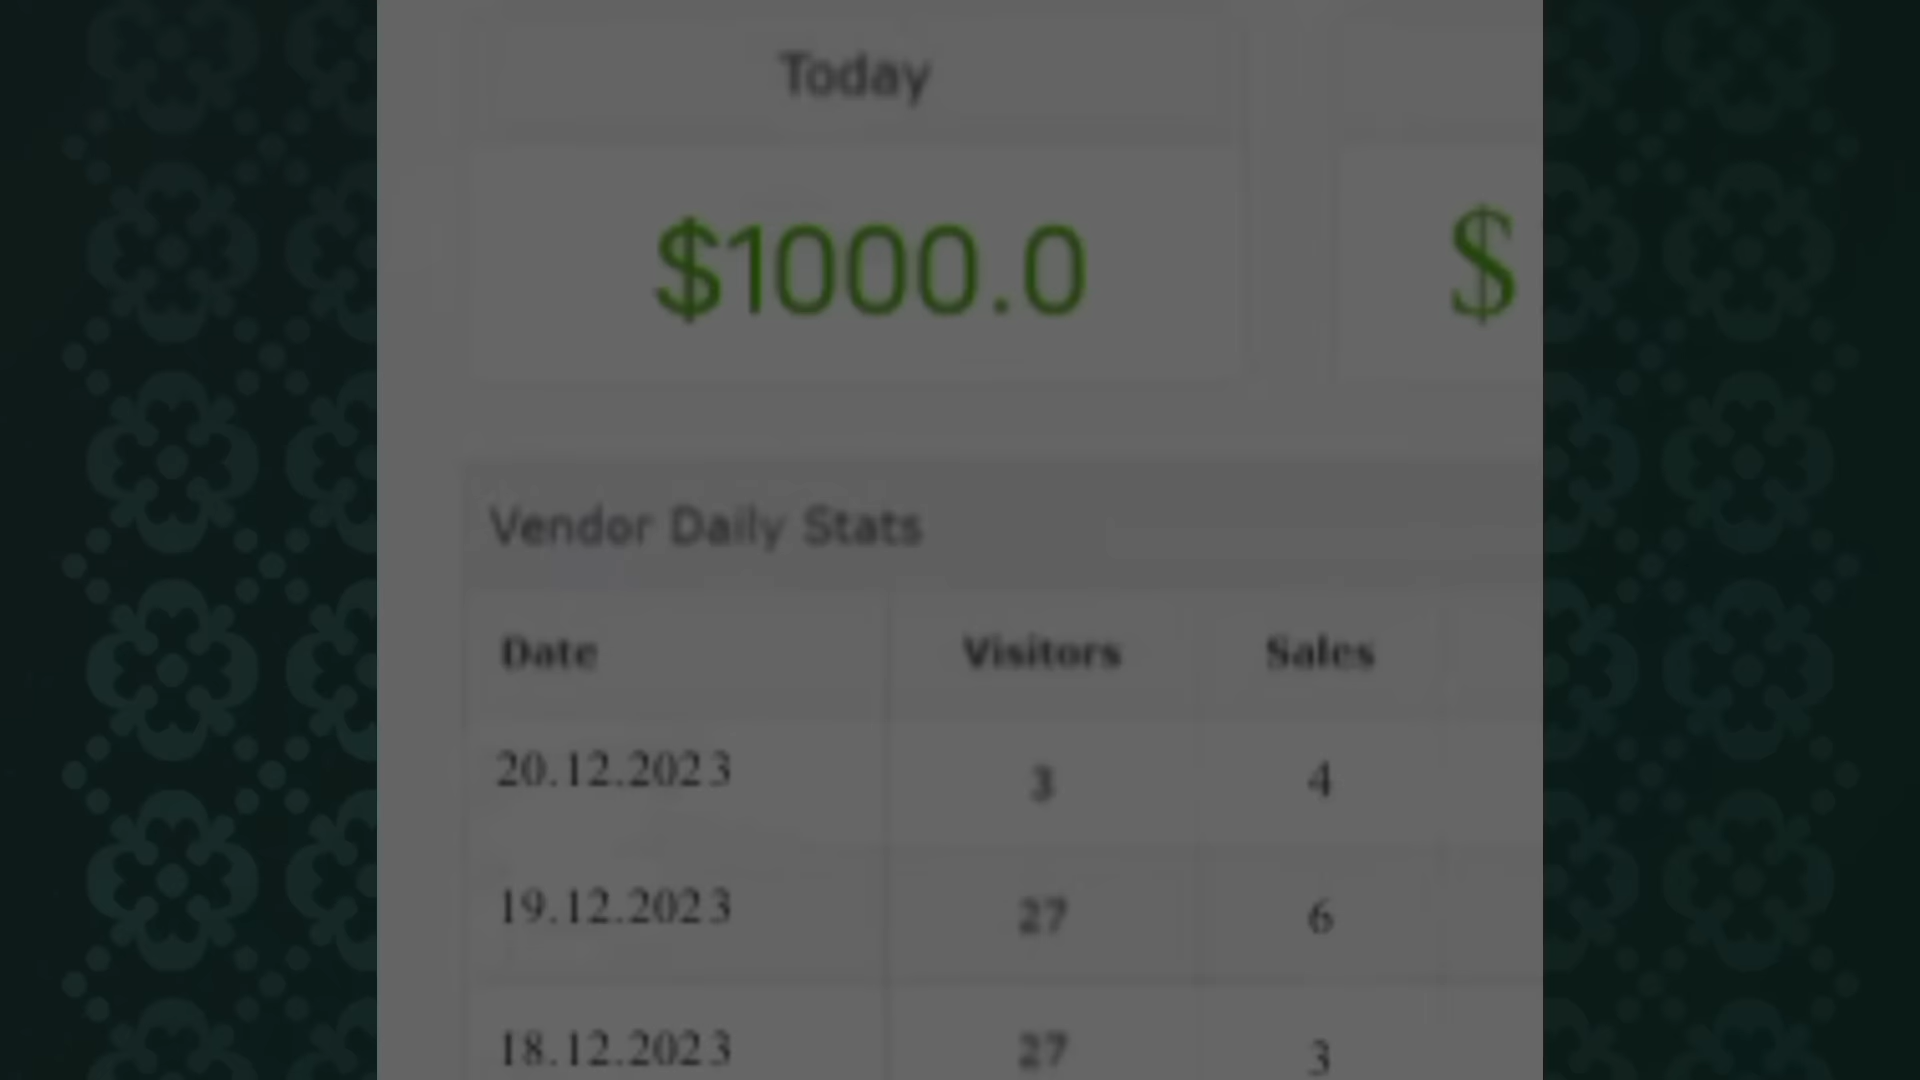 Today
$1000.0 $
Vendor Daily Stats
Date Visitors Sales
20.12.2023 3 4
19.12.2023 27 6
18.12.2023 27 3